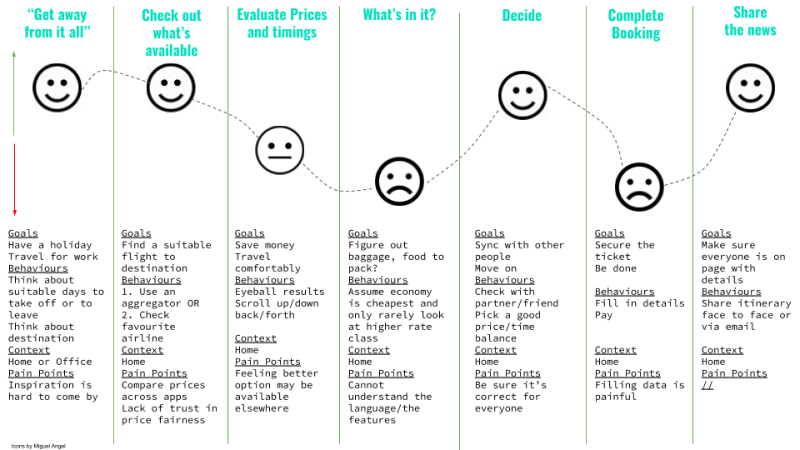 “Get away
from it all”
Check out
what’s
available
Evaluate Prices
and timings
What’s in it?
Decide
Complete
Booking
Share
the news
Goals
Have a holiday
Travel for work
Behaviours
Think about
suitable days to
take off or to
leave
Think about
destination
Context
Home or Office
Pain Points
Inspiration is
hard to come by
Goals
Find a suitable
flight to
destination
Behaviours
1. Use an
aggregator OR
2. Check
favourite
airline
Context
Home
Pain Points
Compare prices
across apps
Lack of trust in
price fairness
Goals
Save money
Travel
comfortably
Behaviours
Eyeball results
Scroll up/down
back/forth
Context
Home
Pain Points
Feeling better
option may be
available
elsewhere
Goals
Figure out
baggage, food to
pack?
Behaviours
Assume economy
is cheapest and
only rarely look
at higher rate
class
Context
Home
Pain Points
Cannot
understand the
language/the
features
Goals
Sync with other
people
Move on
Behaviours
Check with
partner/friend
Pick a good
price/time
balance
Context
Home
Pain Points
Be sure it’s
correct for
everyone
Goals
Secure the
ticket
Be done
Behaviours
Fill in details
Pay
Context
Home
Pain Points
Filling data is
painful
Goals
Make sure
everyone is on
page with
details
Behaviours
Share itinerary
face to face or
via email
Context
Home
Pain Points
//
Icons by Miguel Angel